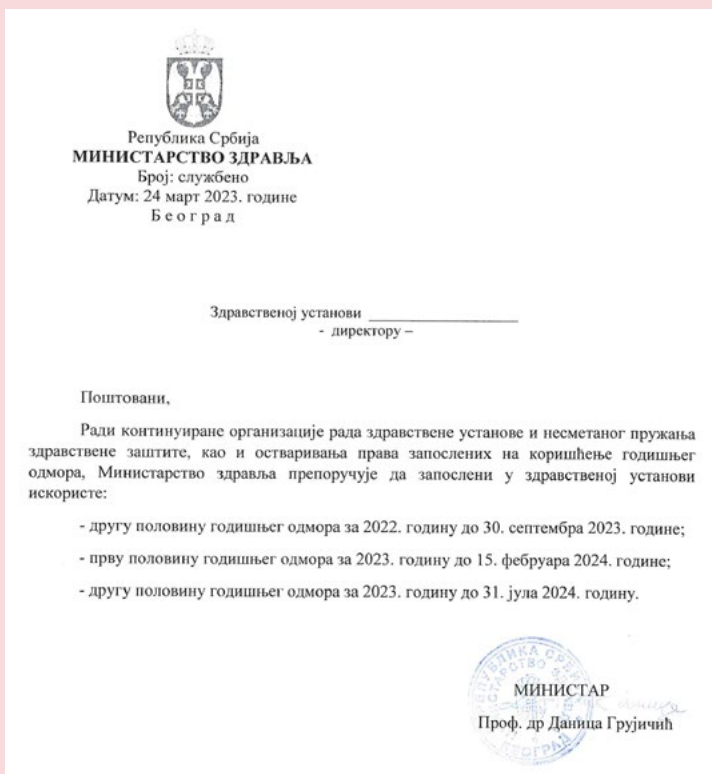 Република Србија
МИНИСТАРСТВО ЗДРАВЉА
Број: службено
Датум: 24 март 2023. године
Београд
Здравственој установи
- директору –
Поштовани,
Ради континуиране организације рада здравствене установе и несметаног пружања
здравствене заштите, као и остваривања права запослених на коришћење годишњег
одмора, Министарство здравља препоручује да запослени у здравственој установи
искористе:
- другу половину годишњег одмора за 2022. годину до 30. септембра 2023. године;
- прву половину годишњег одмора за 2023. годину до 15. фебруара 2024. године;
- другу половину годишњег одмора за 2023. годину до 31. јула 2024. годину.
МИНИСТАР
Проф. др Даница Грујичић